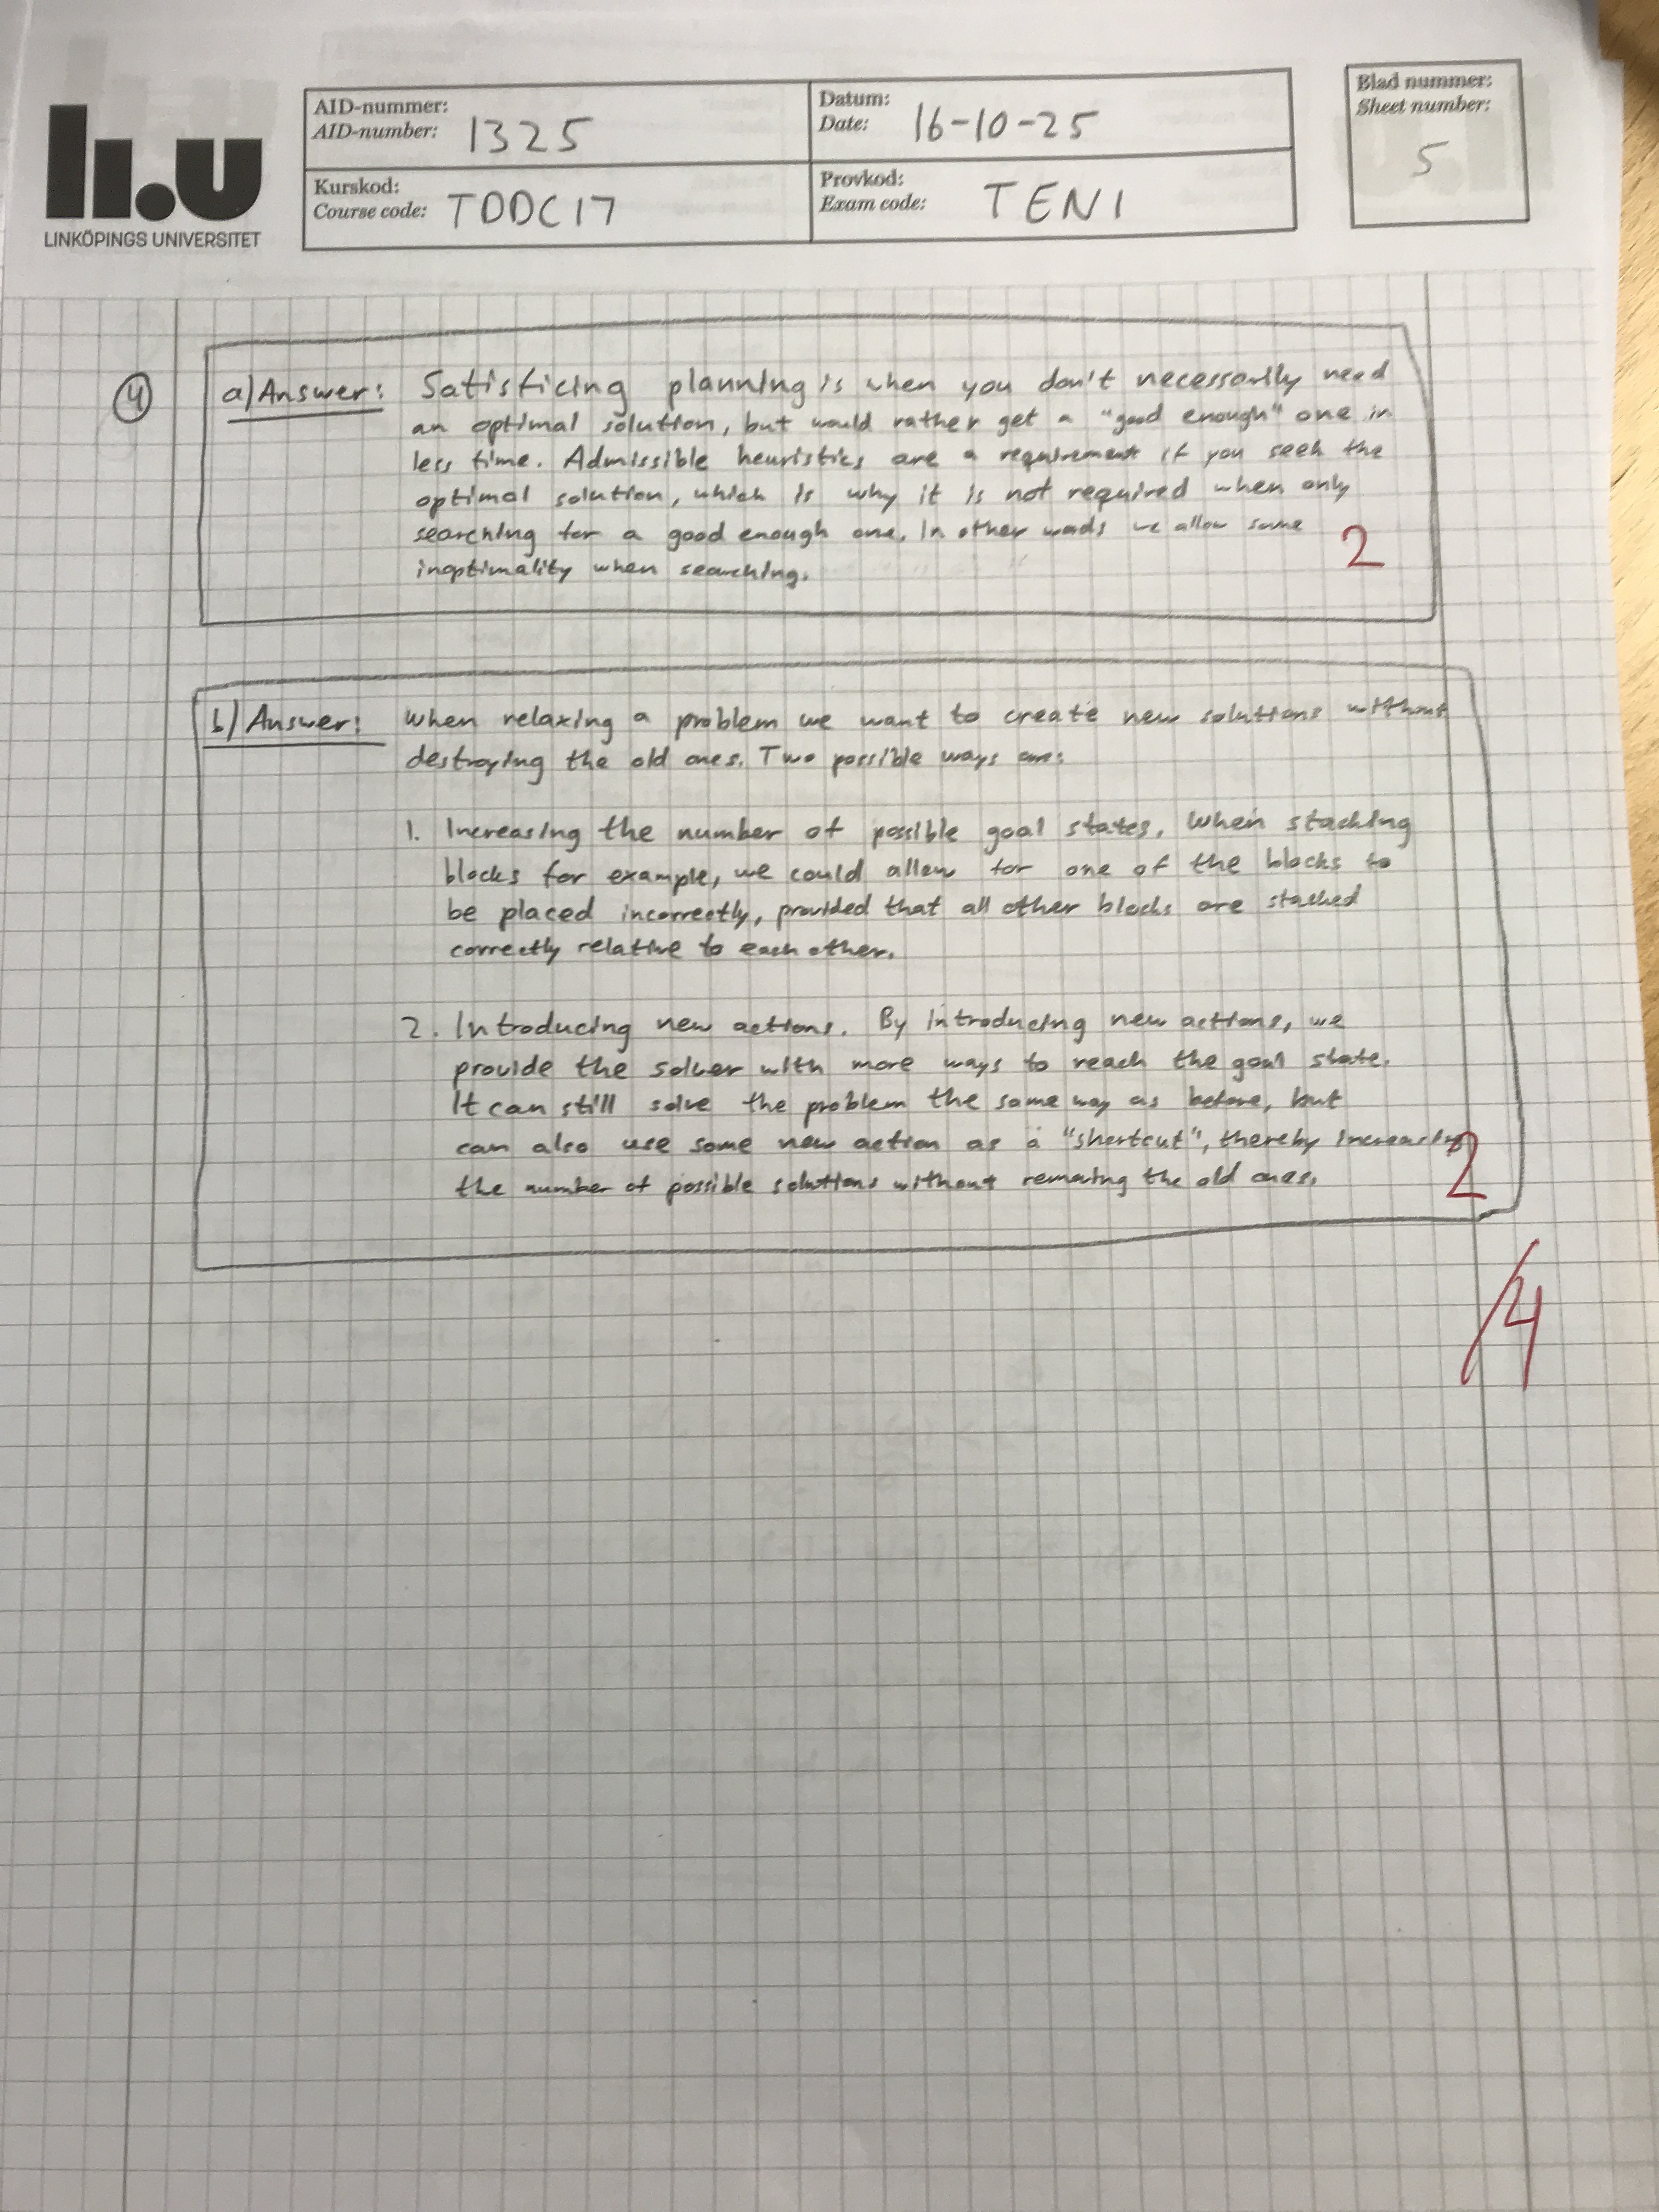 li.u
LINKÖPINGS UNIVERSITET
AID-nummer:
AID-number: 1325
Datum:
Date: 16-10-25
Kurskod:
Course code: TDDC17
Provkod:
Exam code: TEN1
Blad nummer:
Sheet number:
5
4
a) Answer: Satisficing planning is when you don't necessarily need
an optimal solution, but would rather get a "good enough" one in
less time. Admissible heuristics are a requirement if you seek the
optimal solution, which is why it is not required when only
searching for a good enough one. In other words we allow some
inoptimality when searching.
2
b) Answer: When relaxing a problem we want to create new solutions without
destroying the old ones. Two possible ways are:
1. Increasing the number of possible goal states. When stacking
blocks for example, we could allow for one of the blocks to
be placed incorrectly, provided that all other blocks are stacked
correctly relative to each other.
2. Introducing new actions. By introducing new actions, we
provide the solver with more ways to reach the goal state.
It can still solve the problem the same way as before, but
can also use some new action as a "shortcut", thereby increasing
the number of possible solutions without removing the old ones.
2
/4